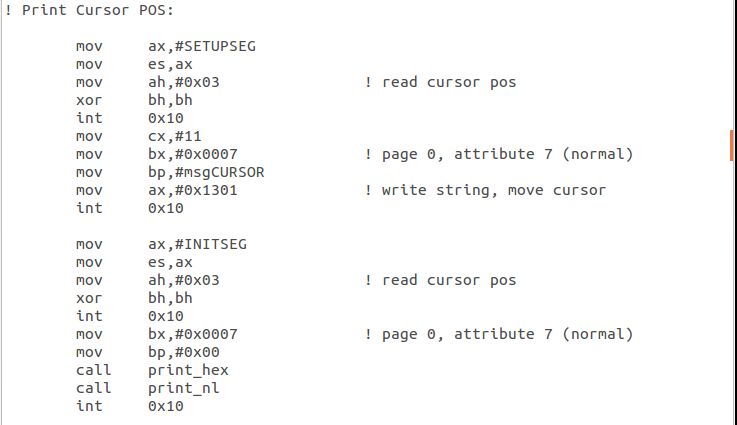 ! Print Cursor POS:
mov ax,#SETUPSEG
mov es,ax
mov ah,#0x03 ! read cursor pos
xor bh,bh
int 0x10
mov cx,#11
mov bx,#0x0007 ! page 0, attribute 7 (normal)
mov bp,#msgCURSOR
mov ax,#0x1301 ! write string, move cursor
int 0x10
mov ax,#INITSEG
mov es,ax
mov ah,#0x03 ! read cursor pos
xor bh,bh
int 0x10
mov bx,#0x0007 ! page 0, attribute 7 (normal)
mov bp,#0x00
call print_hex
call print_nl
int 0x10